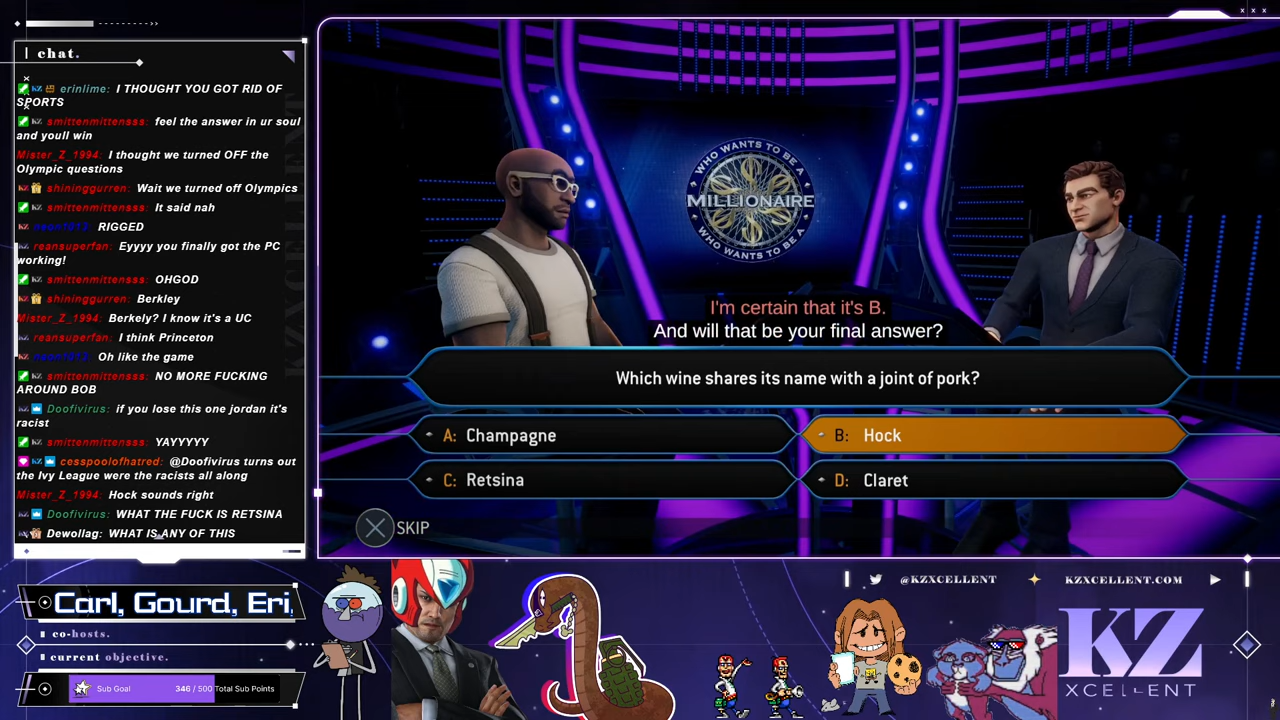 chat.
erinlime: I THOUGHT YOU GOT RID OF
SPORTS
smittenmittensss: feel the answer in ur soul
and youll win
Mister_Z_1994: I thought we turned OFF the
Olympic questions
shininggurren: Wait we turned off Olympics
smittenmittensss: It said nah
RIGGED
reansuperfan: Eyyyy you finally got the PC
working!
smittenmittensss: OHGOD
shininggurren: Berkley
Mister_Z_1994: Berkely? I know it's a UC
reansuperfan: I think Princeton
Oh like the game
smittenmittensss: NO MORE FUCKING
AROUND BOB
Doofivirus: if you lose this one jordan it's
racist
smittenmittensss: YAYYYYY
cesspoolofhatred: @Doofivirus turns out
the Ivy League were the racists all along
Mister_Z_1994: Hock sounds right
Doofivirus: WHAT THE FUCK IS RETSINA
Dewollag: WHAT IS ANY OF THIS
WHO WANTS TO BE A
MILLIONAIRE
WHO WANTS TO BE A
I'm certain that it's B.
And will that be your final answer?
Which wine shares its name with a joint of pork?
A: Champagne
B: Hock
C: Retsina
D: Claret
SKIP
Carl, Gourd, Eri,
co-hosts.
current objective.
Sub Goal
346 / 500 Total Sub Points
@KZXCELLENT
KZXCELLENT.COM
KZ
XCELLENT